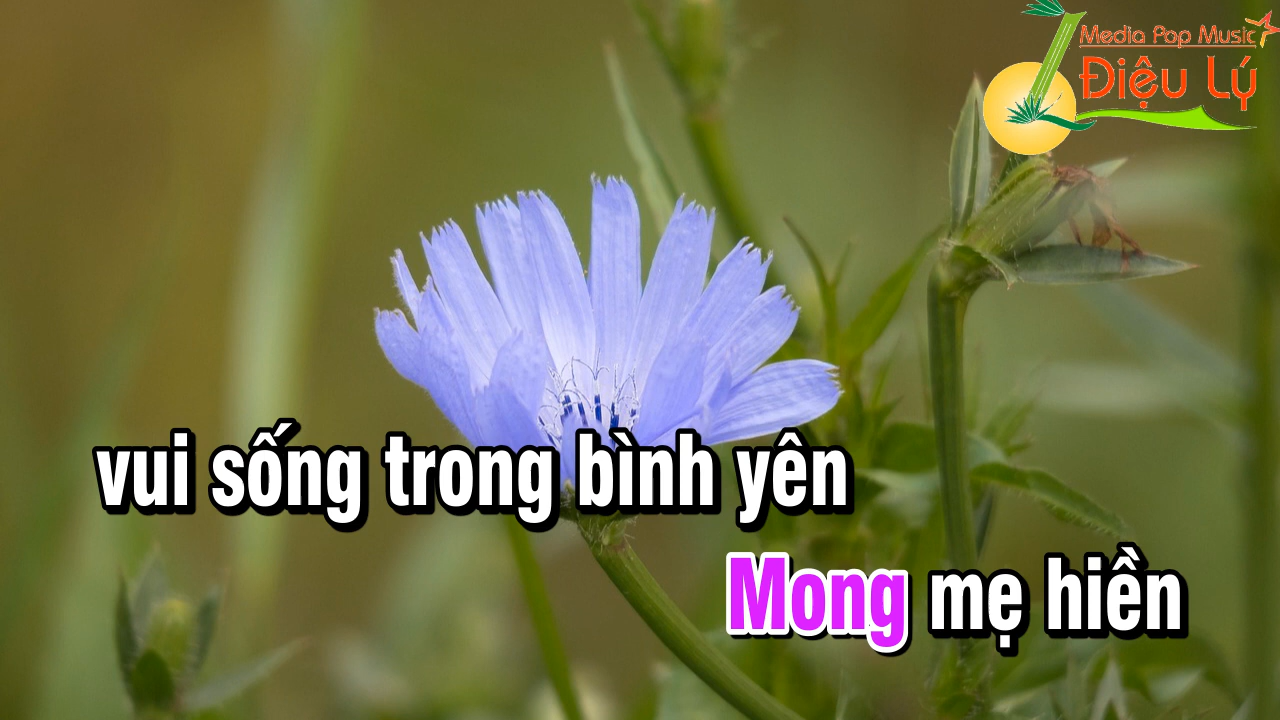 Media Pop Music
Điệu Lý
vui sống trong bình yên
Mong mẹ hiền